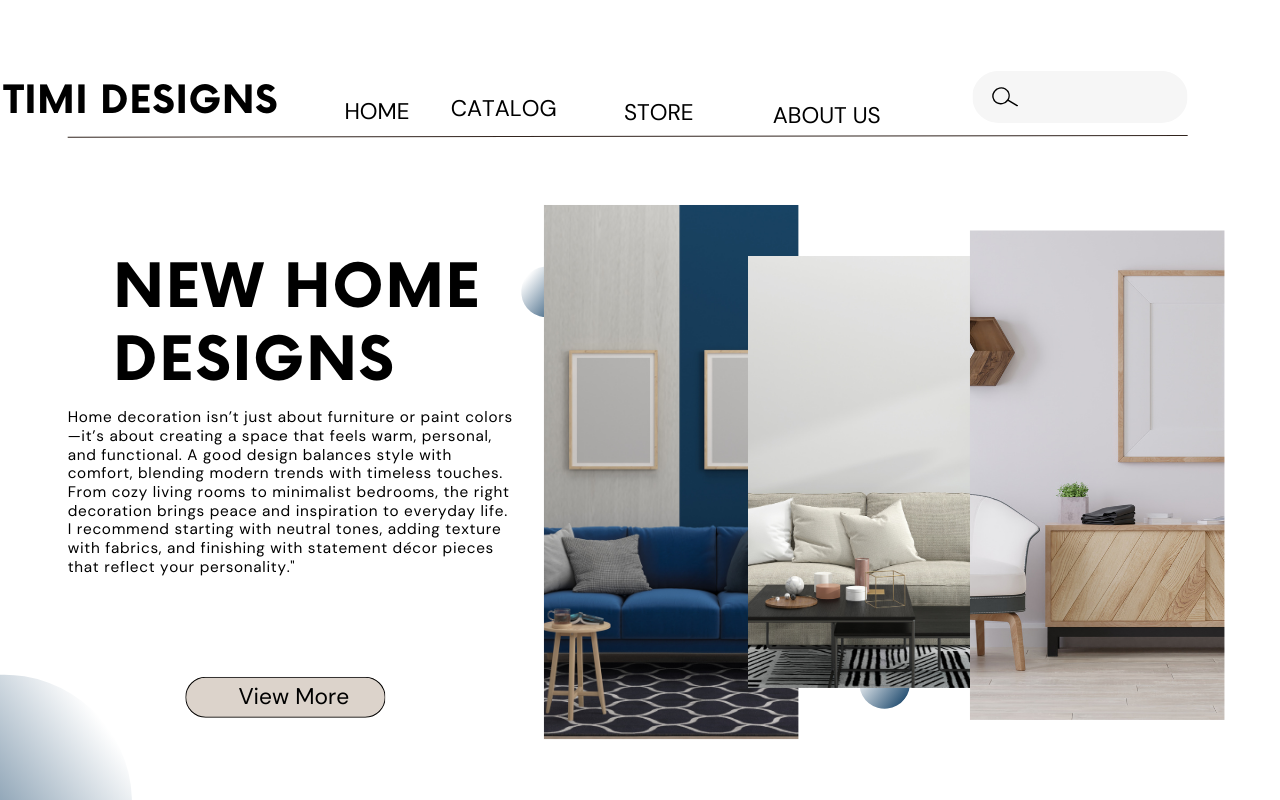 TIMI DESIGNS
HOME
CATALOG
STORE
ABOUT US
NEW HOME
DESIGNS
Home decoration isn’t just about furniture or paint colors
—it’s about creating a space that feels warm, personal,
and functional. A good design balances style with
comfort, blending modern trends with timeless touches.
From cozy living rooms to minimalist bedrooms, the right
decoration brings peace and inspiration to everyday life.
I recommend starting with neutral tones, adding texture
with fabrics, and finishing with statement décor pieces
that reflect your personality."
View More